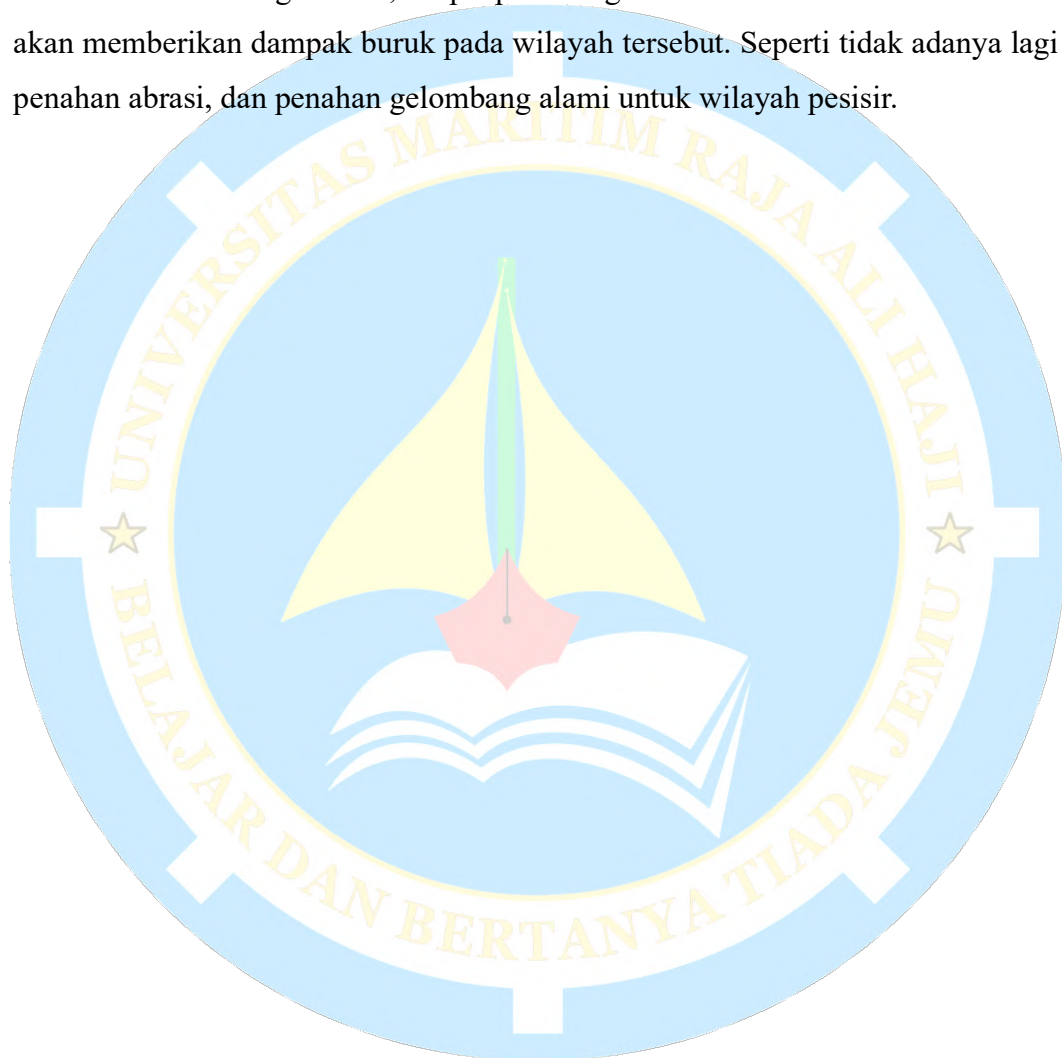 akan memberikan dampak buruk pada wilayah tersebut. Seperti tidak adanya lagi
penahan abrasi, dan penahan gelombang alami untuk wilayah pesisir.
UNIVERSITAS MARITIM RAJA ALI HAJI
BELAJAR DAN BERTANYA TIADA JEMU